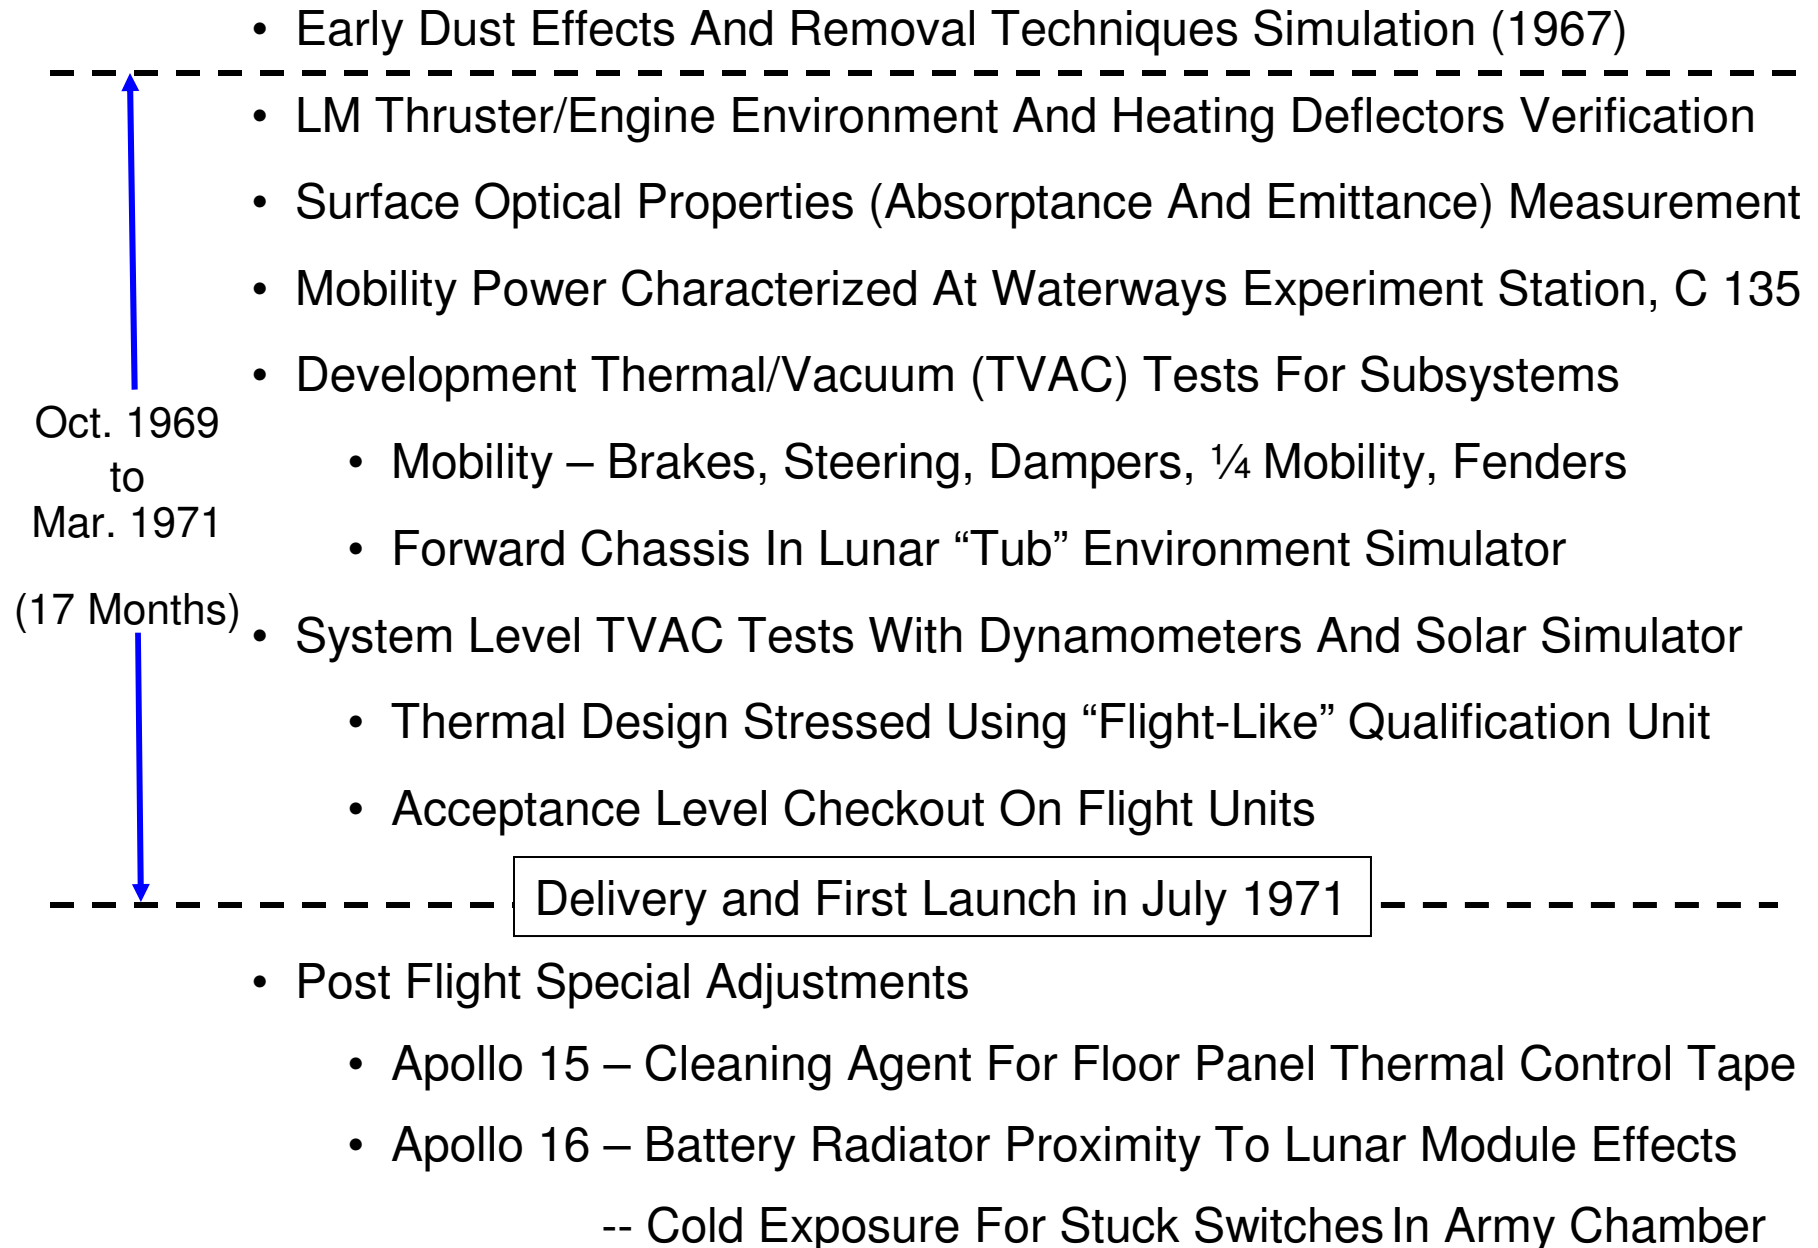 • Early Dust Effects And Removal Techniques Simulation (1967)
• LM Thruster/Engine Environment And Heating Deflectors Verification
• Surface Optical Properties (Absorptance And Emittance) Measurement
• Mobility Power Characterized At Waterways Experiment Station, C 135
• Development Thermal/Vacuum (TVAC) Tests For Subsystems
• Mobility – Brakes, Steering, Dampers, ¼ Mobility, Fenders
• Forward Chassis In Lunar “Tub” Environment Simulator
Oct. 1969
to
Mar. 1971
(17 Months)
• System Level TVAC Tests With Dynamometers And Solar Simulator
• Thermal Design Stressed Using “Flight-Like” Qualification Unit
• Acceptance Level Checkout On Flight Units
Delivery and First Launch in July 1971
• Post Flight Special Adjustments
• Apollo 15 – Cleaning Agent For Floor Panel Thermal Control Tape
• Apollo 16 – Battery Radiator Proximity To Lunar Module Effects
-- Cold Exposure For Stuck Switches In Army Chamber